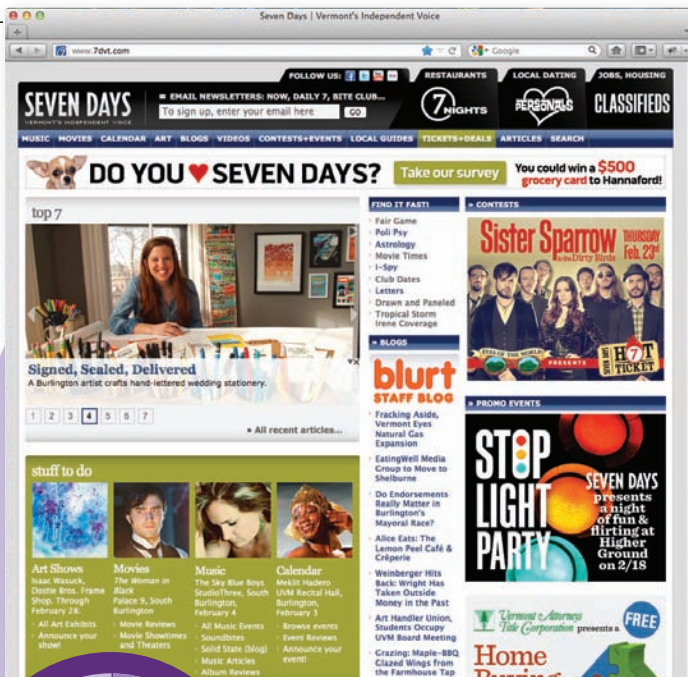 Seven Days | Vermont's Independent Voice
www.7dvt.com
Google
FOLLOW US:
RESTAURANTS
LOCAL DATING
JOBS, HOUSING
SEVEN DAYS
VERMONT'S INDEPENDENT VOICE
EMAIL NEWSLETTERS: NOW, DAILY 7, BITE CLUB...
To sign up, enter your email here
GO
7NIGHTS
PERSONALS
CLASSIFIEDS
MUSIC MOVIES CALENDAR ART BLOGS VIDEOS CONTESTS+EVENTS LOCAL GUIDES TICKETS+DEALS ARTICLES SEARCH
DO YOU ♥ SEVEN DAYS?
Take our survey
You could win a $500
grocery card to Hannaford!
top 7
Signed, Sealed, Delivered
A Burlington artist crafts hand-lettered wedding stationery.
1 2 3 4 5 6 7
» All recent articles...
stuff to do
Art Shows
Isaac Wasuck,
Dostie Bros. Frame
Shop, Through
February 28.
All Art Exhibits
Announce your
show!
Movies
The Woman in
Black
Palace 9, South
Burlington
Movie Reviews
Movie Showtimes
and Theaters
Music
The Sky Blue Boys
StudioThree, South
Burlington,
February 4
All Music Events
Soundbites
Solid State (blog)
Music Articles
Album Reviews
Calendar
Meklit Hadero
UVM Recital Hall,
Burlington,
February 3
Browse events
Event Reviews
Announce your
event!
FIND IT FAST!
Fair Game
Poli Psy
Astrology
Movie Times
I-Spy
Club Dates
Letters
Drawn and Paneled
Tropical Storm
Irene Coverage
» BLOGS
blurt
STAFF BLOG
Fracking Aside,
Vermont Eyes
Natural Gas
Expansion
EatingWell Media
Group to Move to
Shelburne
Do Endorsements
Really Matter in
Burlington's
Mayoral Race?
Alice Eats: The
Lemon Peel Café &
Crêperie
Weinberger Hits
Back: Wright Has
Taken Outside
Money in the Past
Art Handler Union,
Students Occupy
UVM Board Meeting
Grazing: Maple-BBQ
Glazed Wings from
the Farmhouse Tap
» CONTESTS
Sister Sparrow
& the Dirty Birds
THURSDAY
Feb. 23rd
EYES OF THE WORLD
PRESENTS
SEVEN DAYS
HOT
7
TICKET
» PROMO EVENTS
STOP
LIGHT
PARTY
SEVEN DAYS
presents
a night
of fun &
flirting at
Higher
Ground
on 2/18
Vermont Attorneys
Title Corporation presents a
FREE
Home
Buying